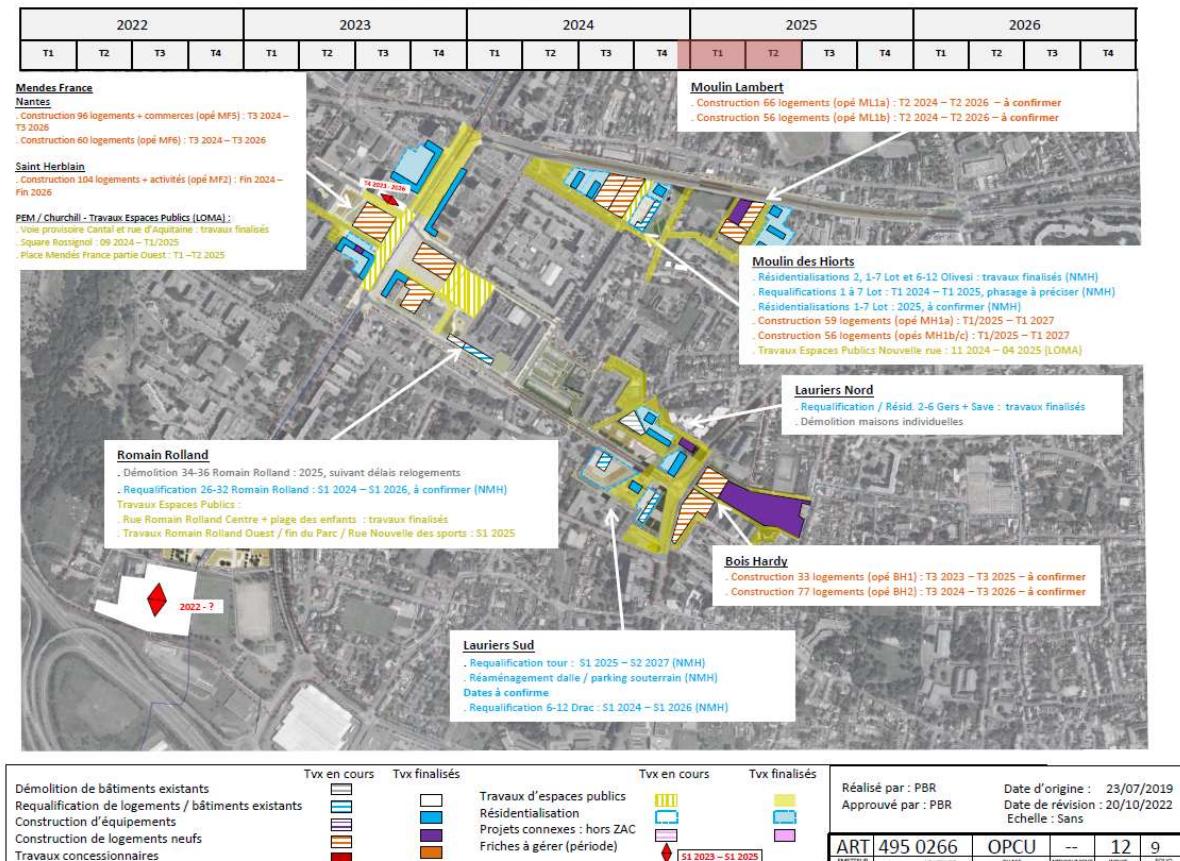 2022 2023 2024 2025 2026
T1 T2 T3 T4 T1 T2 T3 T4 T1 T2 T3 T4 T1 T2 T3 T4 T1 T2 T3 T4
Mendes France
Nantes
. Construction 96 logements + commerces (opé MF5) : T3 2024 –
T3 2026
. Construction 60 logements (opé MF6) : T3 2024 – T3 2026
Saint Herblain
. Construction 104 logements + activités (opé MF2) : Fin 2024 –
Fin 2026
PEM / Churchill - Travaux Espaces Publics (LOMA) :
. Voie provisoire Cantal et rue d'Aquitaine : travaux finalisés
. Square Rossignol : 09 2024 – T1/2025
. Place Mendès France partie Ouest : T1 –T2 2025
T4 2023 - 2026
Moulin Lambert
. Construction 66 logements (opé ML1a) : T2 2024 – T2 2026 – à confirmer
. Construction 56 logements (opé ML1b) : T2 2024 – T2 2026 – à confirmer
Moulin des Hiorts
. Résidentialisations 2, 1-7 Lot et 6-12 Olivesi : travaux finalisés (NMH)
. Requalifications 1 à 7 Lot : T1 2024 – T1 2025, phasage à préciser (NMH)
. Résidentialisations 1-7 Lot : 2025, à confirmer (NMH)
. Construction 59 logements (opé MH1a) : T1/2025 – T1 2027
. Construction 56 logements (opés MH1b/c) : T1/2025 – T1 2027
. Travaux Espaces Publics Nouvelle rue : 11 2024 – 04 2025 (LOMA)
Lauriers Nord
. Requalification / Résid. 2-6 Gers + Save : travaux finalisés
. Démolition maisons individuelles
Romain Rolland
. Démolition 34-36 Romain Rolland : 2025, suivant délais relogements
. Requalification 26-32 Romain Rolland : S1 2024 – S1 2026, à confirmer (NMH)
Travaux Espaces Publics :
. Rue Romain Rolland Centre + plage des enfants : travaux finalisés
. Travaux Romain Rolland Ouest / fin du Parc / Rue Nouvelle des sports : S1 2025
Bois Hardy
. Construction 33 logements (opé BH1) : T3 2023 – T3 2025 – à confirmer
. Construction 77 logements (opé BH2) : T3 2024 – T3 2026 – à confirmer
2022 - ?
Lauriers Sud
. Requalification tour : S1 2025 – S2 2027 (NMH)
. Réaménagement dalle / parking souterrain (NMH)
Dates à confirme
. Requalification 6-12 Drac : S1 2024 – S1 2026 (NMH)
Tvx en cours Tvx finalisés
Démolition de bâtiments existants
Requalification de logements / bâtiments existants
Construction d'équipements
Construction de logements neufs
Travaux concessionaires
Tvx en cours Tvx finalisés
Travaux d'espaces publics
Résidentialisation
Projets connexes : hors ZAC
Friches à gérer (période)
S1 2023 – S1 2025
Réalisé par : PBR Date d'origine : 23/07/2019
Approuvé par : PBR Date de révision : 20/10/2022
Echelle : Sans
ART 495 0266 OPCU -- 12 9